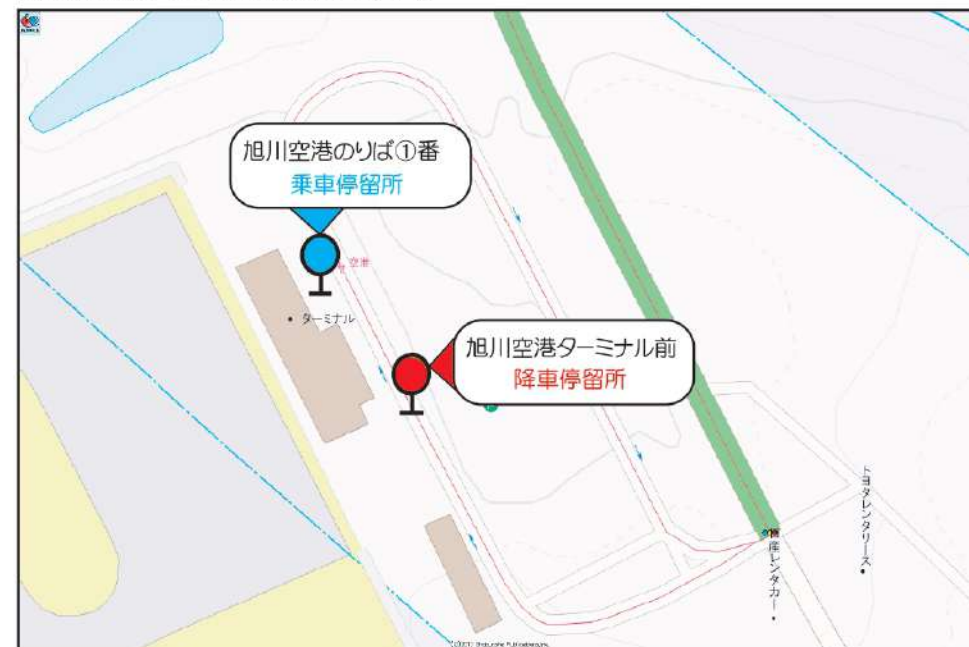 旭川空港のりば①番
乗車停留所
空港
ターミナル
旭川空港ターミナル前
降車停留所
トヨタレンタリース
産レンタカー